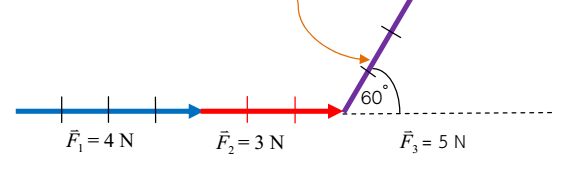 60°
F⃗₁ = 4 N
F⃗₂ = 3 N
F⃗₃ = 5 N